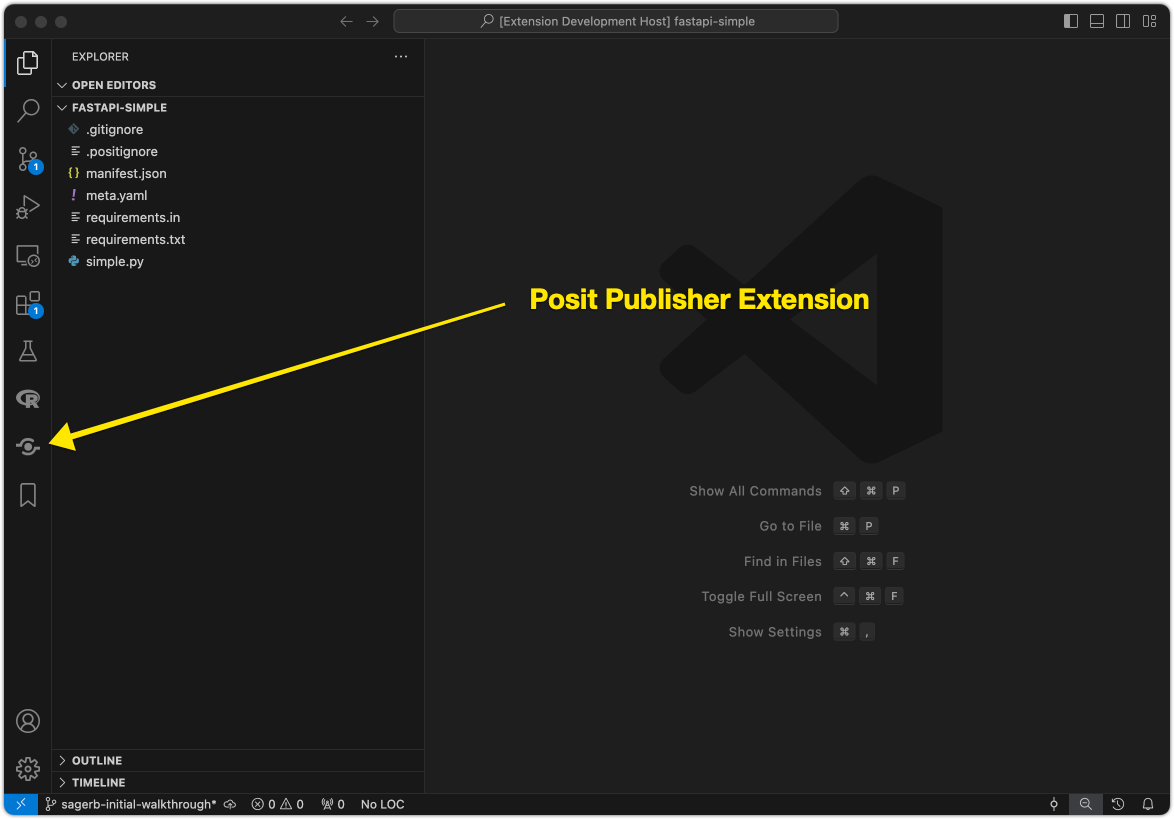 [Extension Development Host] fastapi-simple
EXPLORER
OPEN EDITORS
FASTAPI-SIMPLE
.gitignore
.positignore
{} manifest.json
! meta.yaml
requirements.in
requirements.txt
simple.py
1
1
R
Posit Publisher Extension
Show All Commands ⇧ ⌘ P
Go to File ⌘ P
Find in Files ⇧ ⌘ F
Toggle Full Screen ^ ⌘ F
Show Settings ⌘ ,
OUTLINE
TIMELINE
sagerb-initial-walkthrough* 0 0 0 No LOC